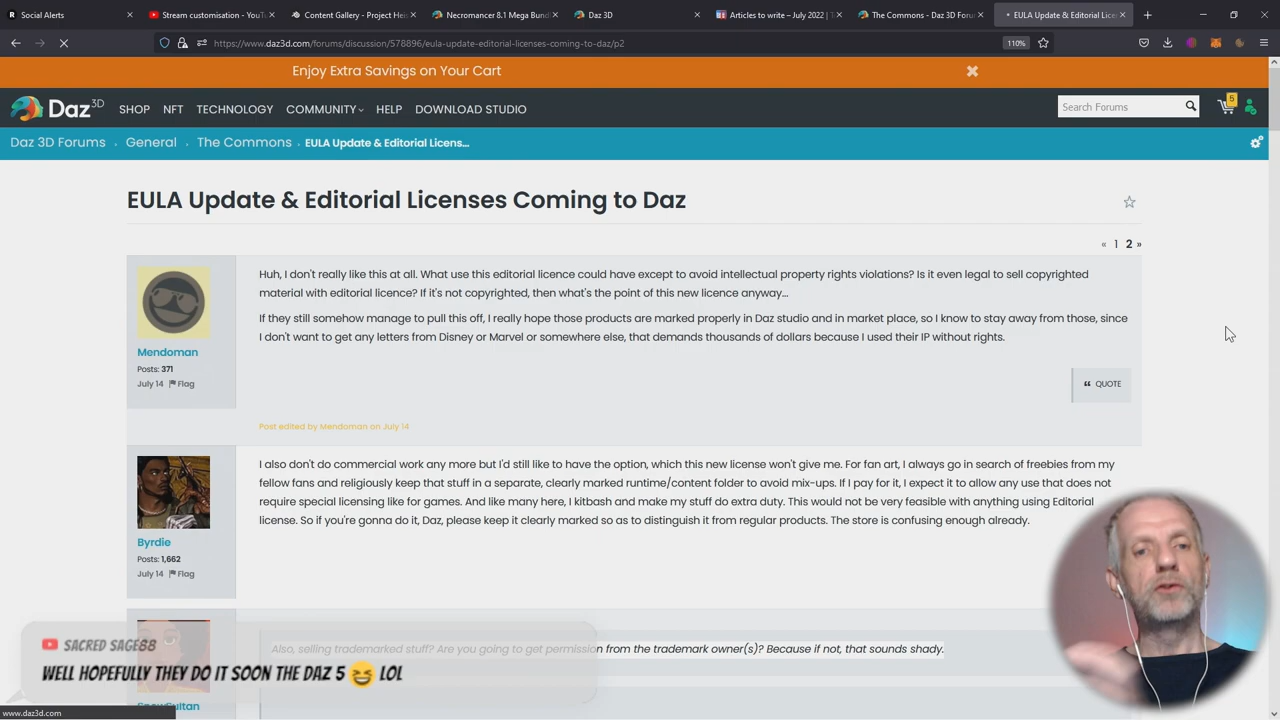 Social Alerts
Stream customisation - YouT
Content Gallery - Project Hei
Necromancer 8.1 Mega Bund
Daz 3D
Articles to write – July 2022 | T
The Commons - Daz 3D Forum
EULA Update & Editorial Licen
https://www.daz3d.com/forums/discussion/578896/eula-update-editorial-licenses-coming-to-daz/p2
110%
Enjoy Extra Savings on Your Cart
Daz 3D
SHOP NFT TECHNOLOGY COMMUNITY HELP DOWNLOAD STUDIO
Search Forums
5
Daz 3D Forums . General . The Commons . EULA Update & Editorial Licens...
EULA Update & Editorial Licenses Coming to Daz
« 1 2 »
Mendoman
Posts: 371
July 14 Flag
Huh, I don't really like this at all. What use this editorial licence could have except to avoid intellectual property rights violations? Is it even legal to sell copyrighted
material with editorial licence? If it's not copyrighted, then what's the point of this new licence anyway...
If they still somehow manage to pull this off, I really hope those products are marked properly in Daz studio and in market place, so I know to stay away from those, since
I don't want to get any letters from Disney or Marvel or somewhere else, that demands thousands of dollars because I used their IP without rights.
“ QUOTE
Post edited by Mendoman on July 14
Byrdie
Posts: 1,662
July 14 Flag
I also don't do commercial work any more but I'd still like to have the option, which this new license won't give me. For fan art, I always go in search of freebies from my
fellow fans and religiously keep that stuff in a separate, clearly marked runtime/content folder to avoid mix-ups. If I pay for it, I expect it to allow any use that does not
require special licensing like for games. And like many here, I kitbash and make my stuff do extra duty. This would not be very feasible with anything using Editorial
license. So if you're gonna do it, Daz, please keep it clearly marked so as to distinguish it from regular products. The store is confusing enough already.
Also, selling trademarked stuff? Are you going to get permission from the trademark owner(s)? Because if not, that sounds shady.
SnowSultan
SACRED SAGE88
WELL HOPEFULLY THEY DO IT SOON THE DAZ 5 😆 LOL
www.daz3d.com